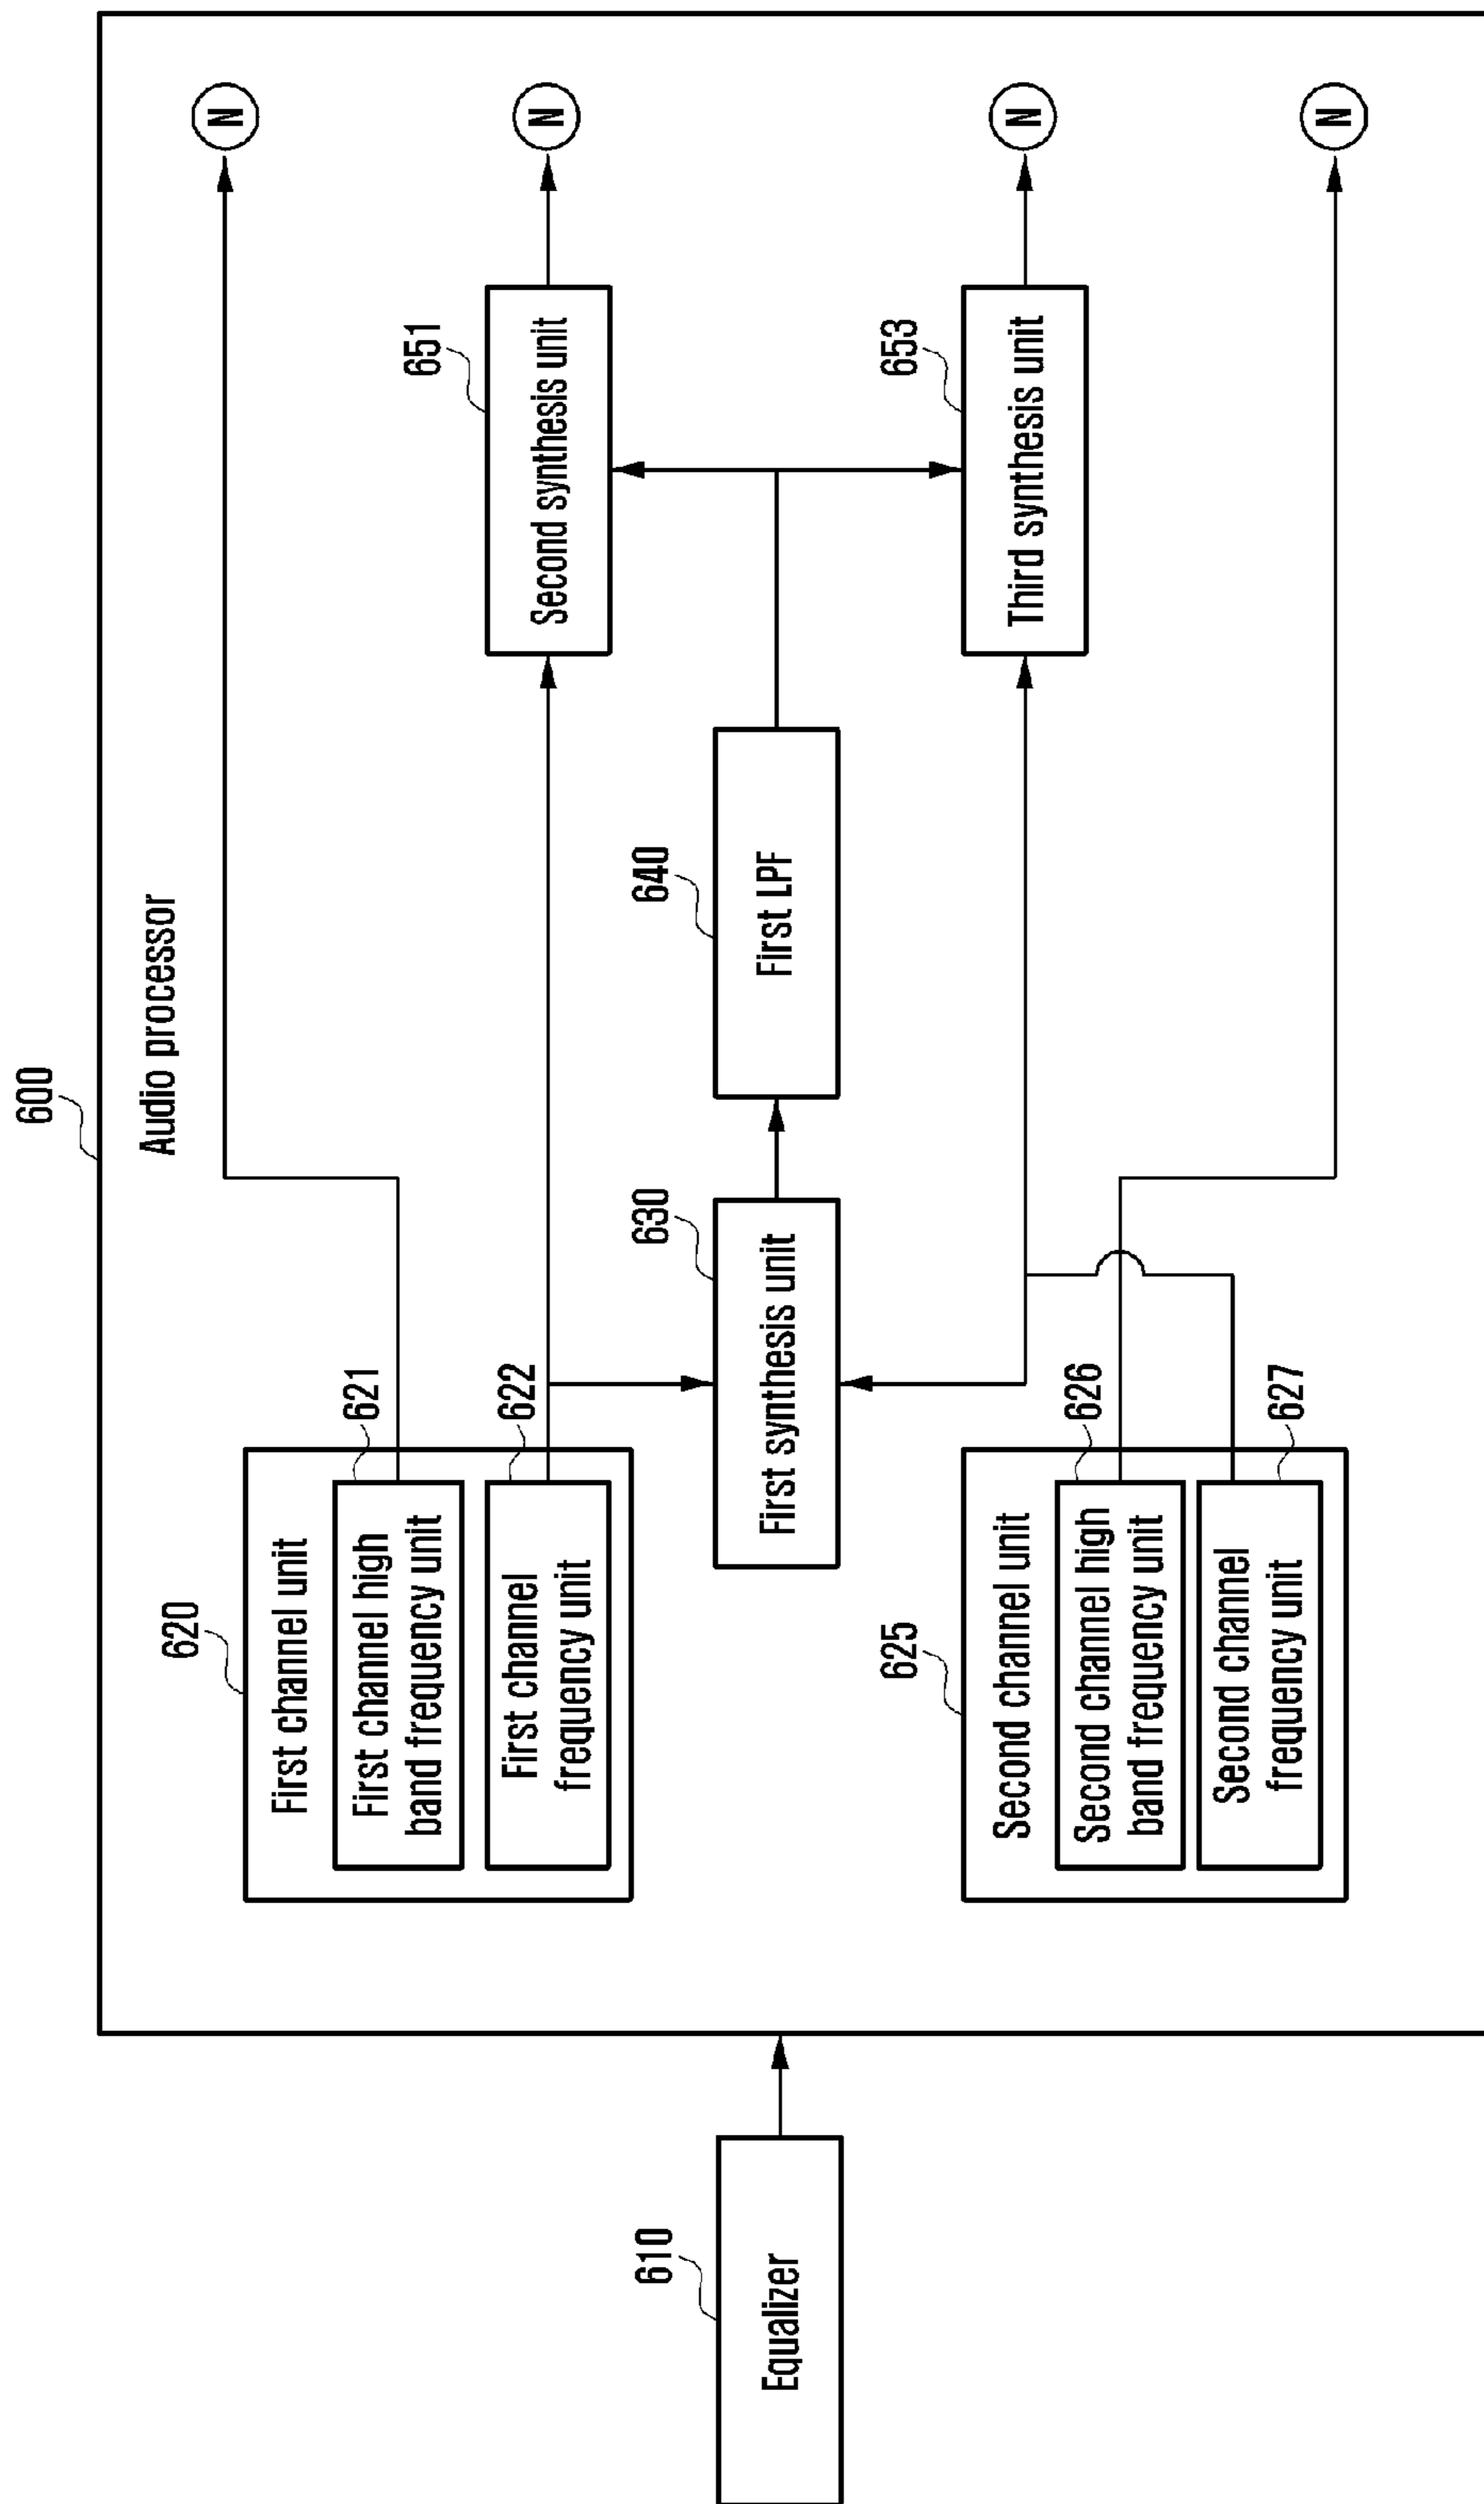 600
Audio processor
610
Equalizer
620
First channel unit
621
First channel high
band frequency unit
622
First channel
frequency unit
625
Second channel unit
626
Second channel high
band frequency unit
627
Second channel
frequency unit
630
First synthesis unit
640
First LPF
651
Second synthesis unit
653
Third synthesis unit
N
N
N
N